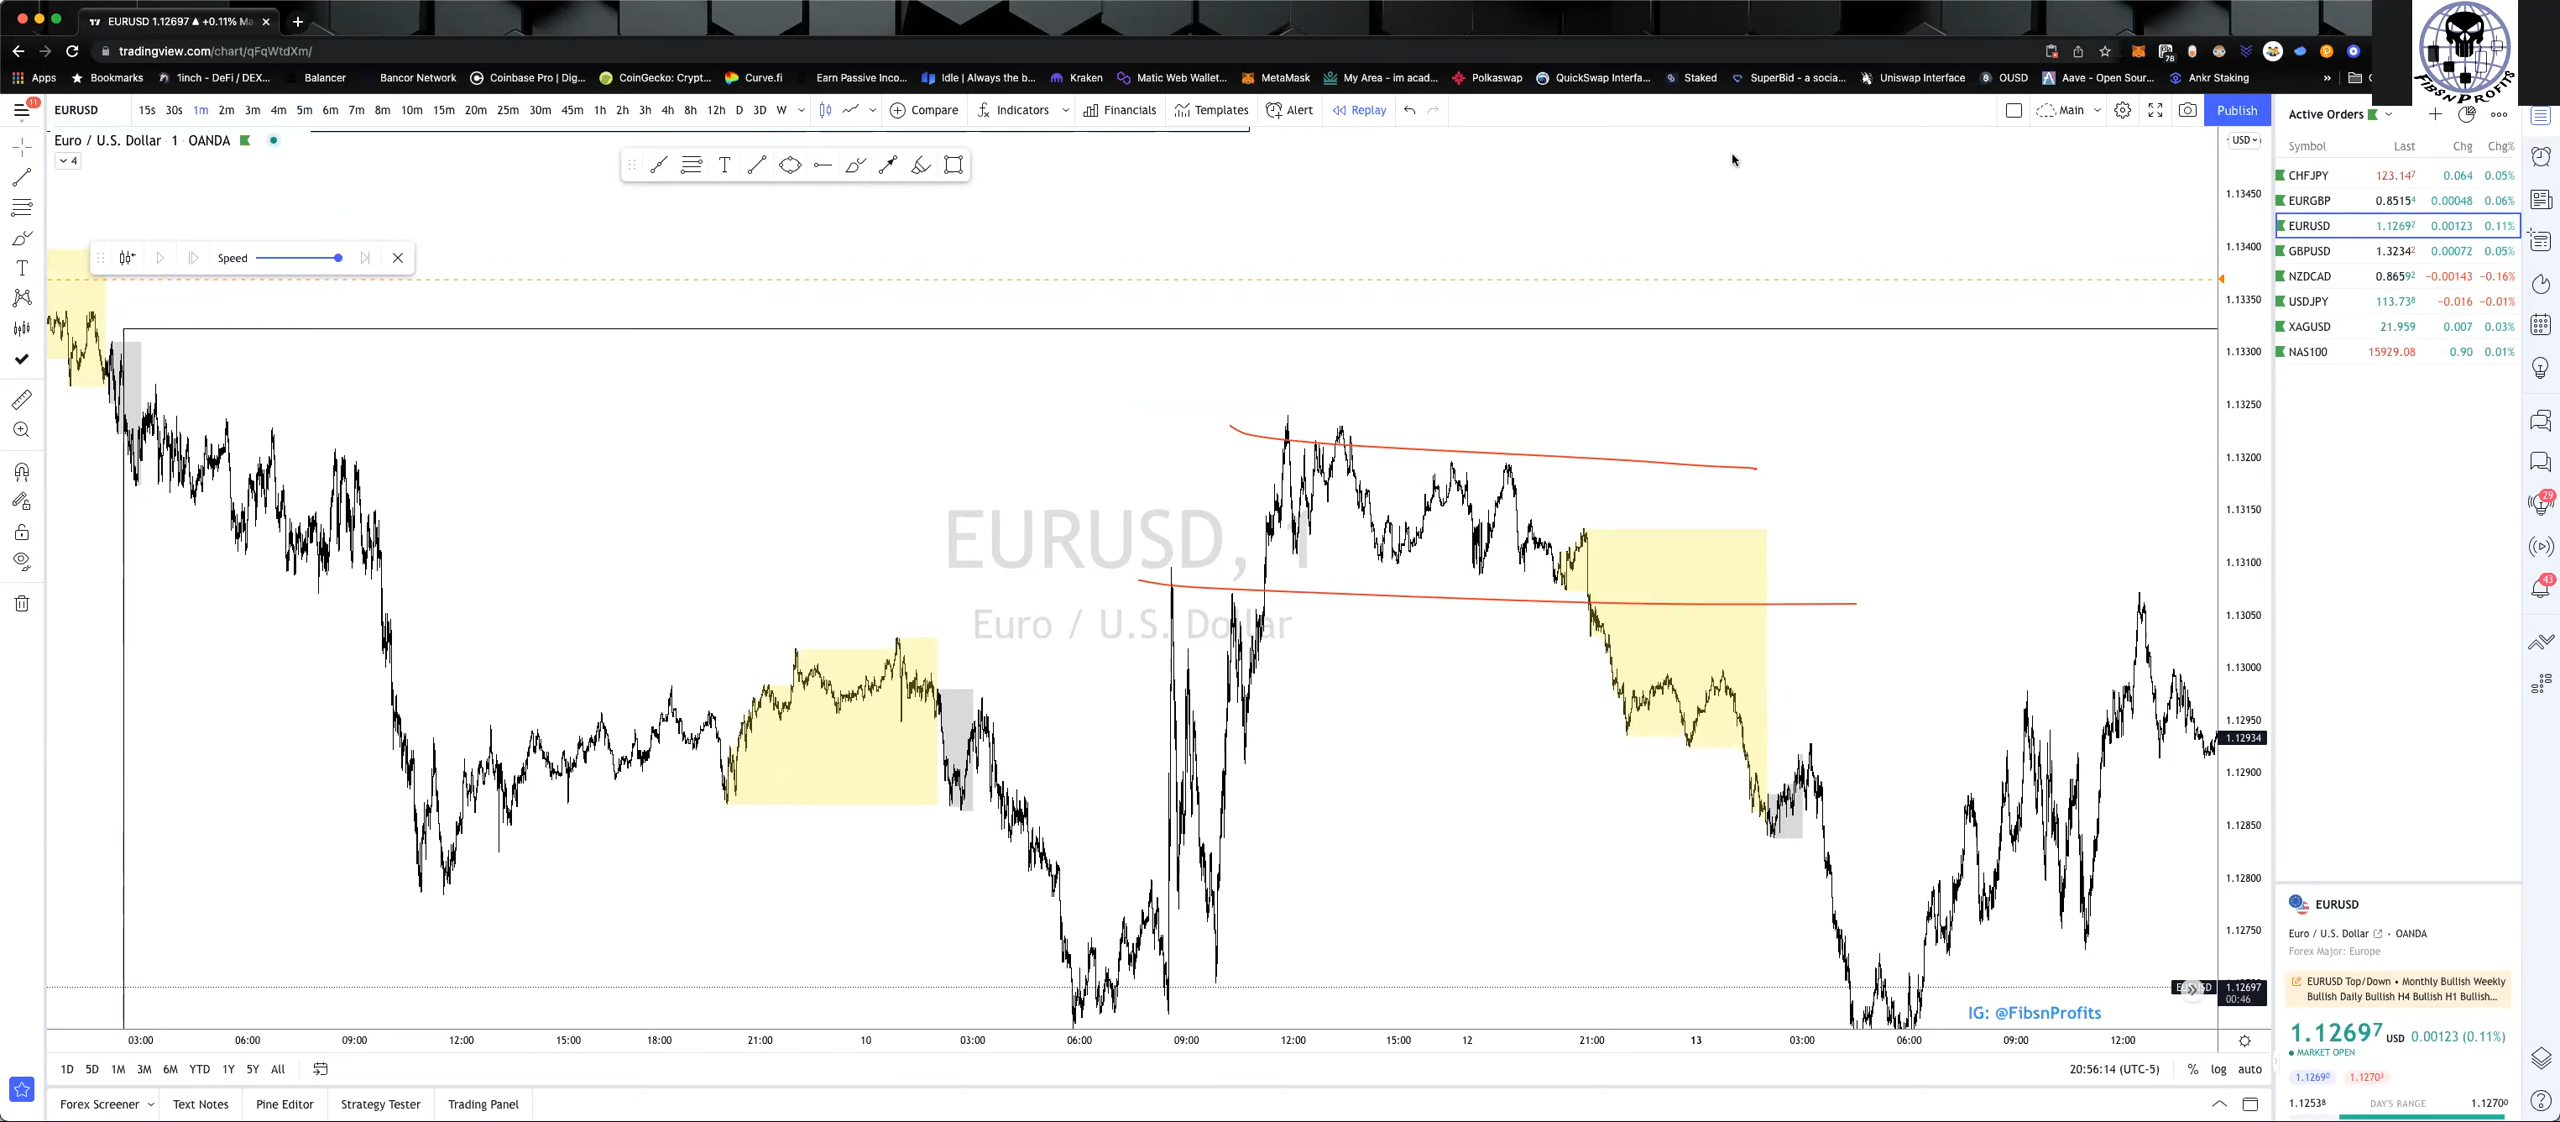 EURUSD 1.12697 ▲ +0.11% Ma
tradingview.com/chart/qFqWtdXm/
78
FIBSNPROFITS
Apps Bookmarks 1inch - DeFi / DEX... Balancer Bancor Network Coinbase Pro | Dig... CoinGecko: Crypt... Curve.fi Earn Passive Inco... Idle | Always the b... Kraken Matic Web Wallet... MetaMask My Area - im acad... Polkaswap QuickSwap Interfa... Staked SuperBid - a socia... Uniswap Interface OUSD Aave - Open Sour... Ankr Staking »
11
EURUSD 15s 30s 1m 2m 3m 4m 5m 6m 7m 8m 10m 15m 20m 25m 30m 45m 1h 2h 3h 4h 8h 12h D 3D W Compare Indicators Financials Templates Alert Replay Main Publish
Active Orders
Euro / U.S. Dollar · 1 · OANDA
4
USD
Symbol Last Chg Chg%
CHFJPY 123.147 0.064 0.05%
EURGBP 0.85154 0.00048 0.06%
EURUSD 1.12697 0.00123 0.11%
GBPUSD 1.32342 0.00072 0.05%
NZDCAD 0.86592 −0.00143 −0.16%
USDJPY 113.738 −0.016 −0.01%
XAGUSD 21.959 0.007 0.03%
NAS100 15929.08 0.90 0.01%
Speed
1.13450
1.13400
1.13350
1.13300
1.13250
1.13200
1.13150
1.13100
1.13050
1.13000
1.12950
1.12934
1.12900
1.12850
1.12800
1.12750
1.12697
00:46
EURUSD, 1
Euro / U.S. Dollar
29
43
IG: @FibsnProfits
03:00 06:00 09:00 12:00 15:00 18:00 21:00 10 03:00 06:00 09:00 12:00 15:00 12 21:00 13 03:00 06:00 09:00 12:00
1D 5D 1M 3M 6M YTD 1Y 5Y All
20:56:14 (UTC-5) % log auto
Forex Screener Text Notes Pine Editor Strategy Tester Trading Panel
EURUSD
Euro / U.S. Dollar · OANDA
Forex Major: Europe
EURUSD Top/Down • Monthly Bullish Weekly
Bullish Daily Bullish H4 Bullish H1 Bullish...
1.12697 USD 0.00123 (0.11%)
MARKET OPEN
1.12690 1.12703
1.12538 DAY'S RANGE 1.12700